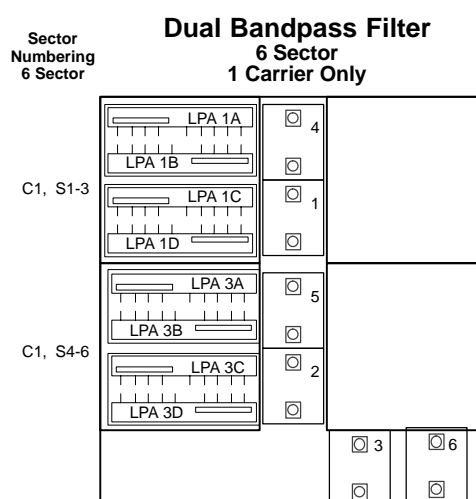 Dual Bandpass Filter
6 Sector
1 Carrier Only
Sector
Numbering
6 Sector
C1, S1-3
LPA 1A
LPA 1B
4
LPA 1C
LPA 1D
1
C1, S4-6
LPA 3A
LPA 3B
5
LPA 3C
LPA 3D
2
3
6